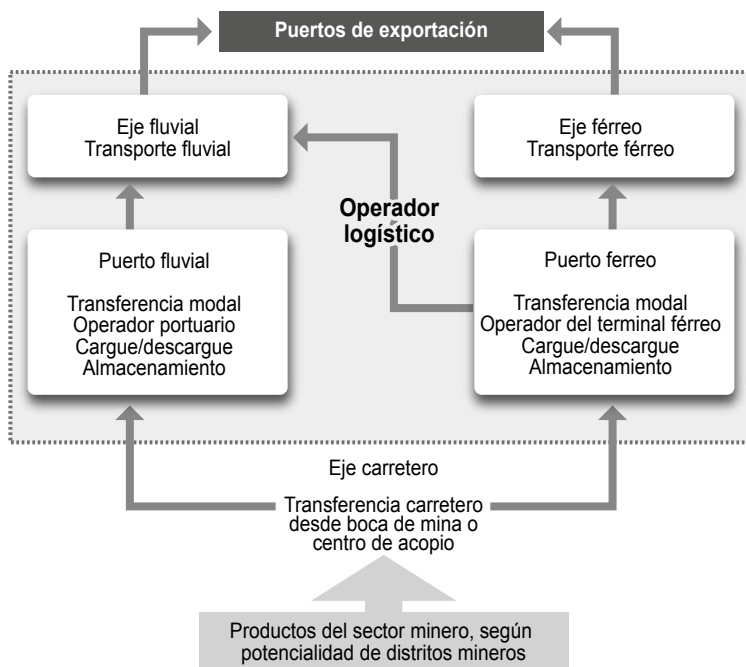 Puertos de exportación
Eje fluvial
Transporte fluvial
Eje férreo
Transporte férreo
Operador
logístico
Puerto fluvial
Transferencia modal
Operador portuario
Cargue/descargue
Almacenamiento
Puerto ferreo
Transferencia modal
Operador del terminal férreo
Cargue/descargue
Almacenamiento
Eje carretero
Transferencia carretero
desde boca de mina o
centro de acopio
Productos del sector minero, según
potencialidad de distritos mineros